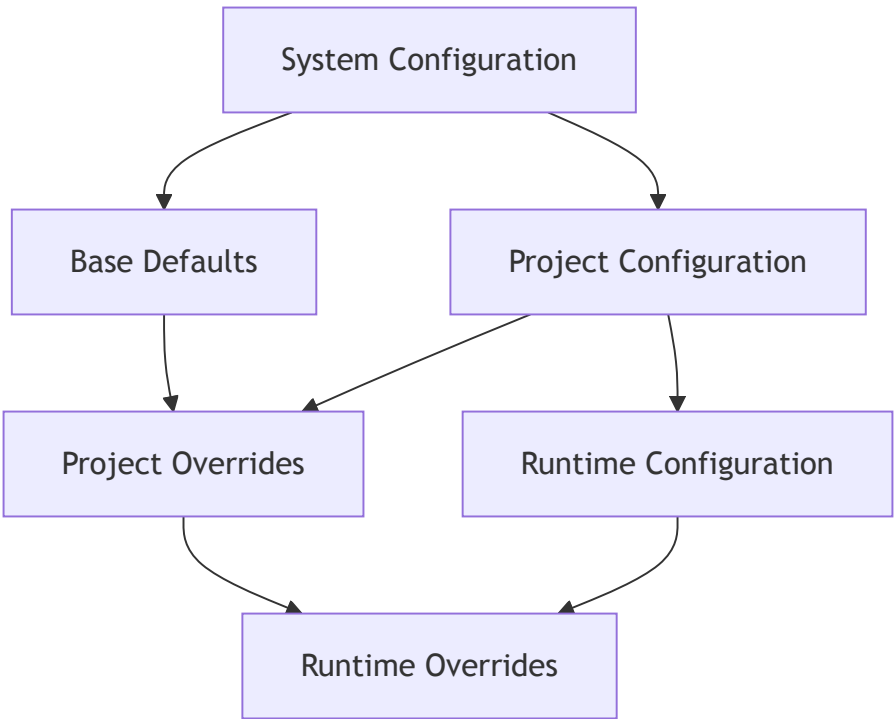 System Configuration
Base Defaults
Project Configuration
Project Overrides
Runtime Configuration
Runtime Overrides